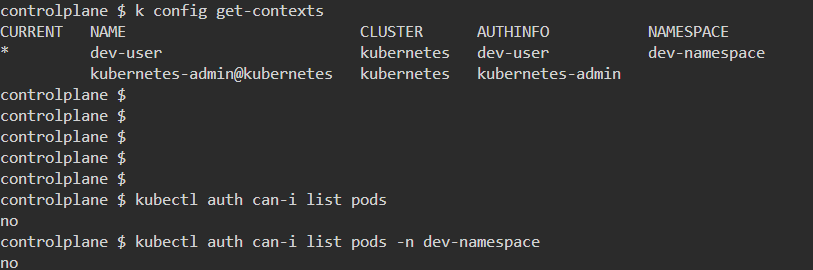 controlplane $ k config get-contexts
CURRENT   NAME                          CLUSTER      AUTHINFO           NAMESPACE
*         dev-user                      kubernetes   dev-user           dev-namespace
          kubernetes-admin@kubernetes   kubernetes   kubernetes-admin
controlplane $
controlplane $
controlplane $
controlplane $
controlplane $
controlplane $ kubectl auth can-i list pods
no
controlplane $ kubectl auth can-i list pods -n dev-namespace
no